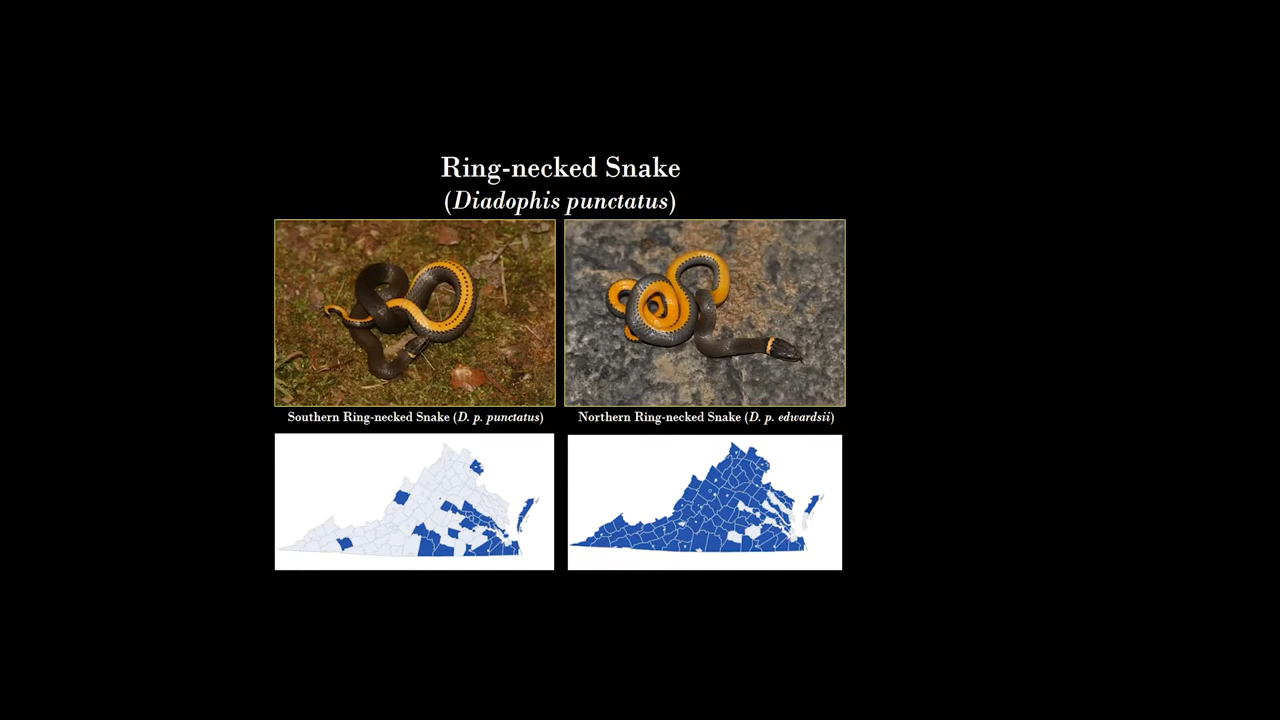 Ring-necked Snake
(Diadophis punctatus)
Southern Ring-necked Snake (D. p. punctatus)
Northern Ring-necked Snake (D. p. edwardsii)